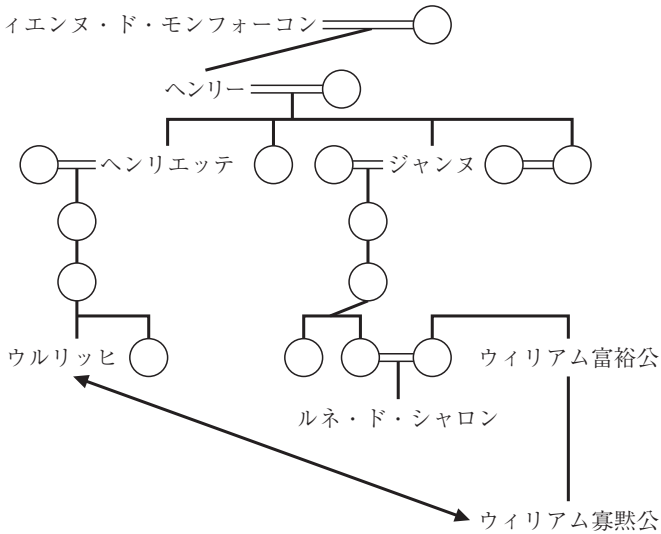 ィエンヌ・ド・モンフォーコン
ヘンリー
ヘンリエッテ
ジャンヌ
ウルリッヒ
ウィリアム富裕公
ルネ・ド・シャロン
ウィリアム寡黙公